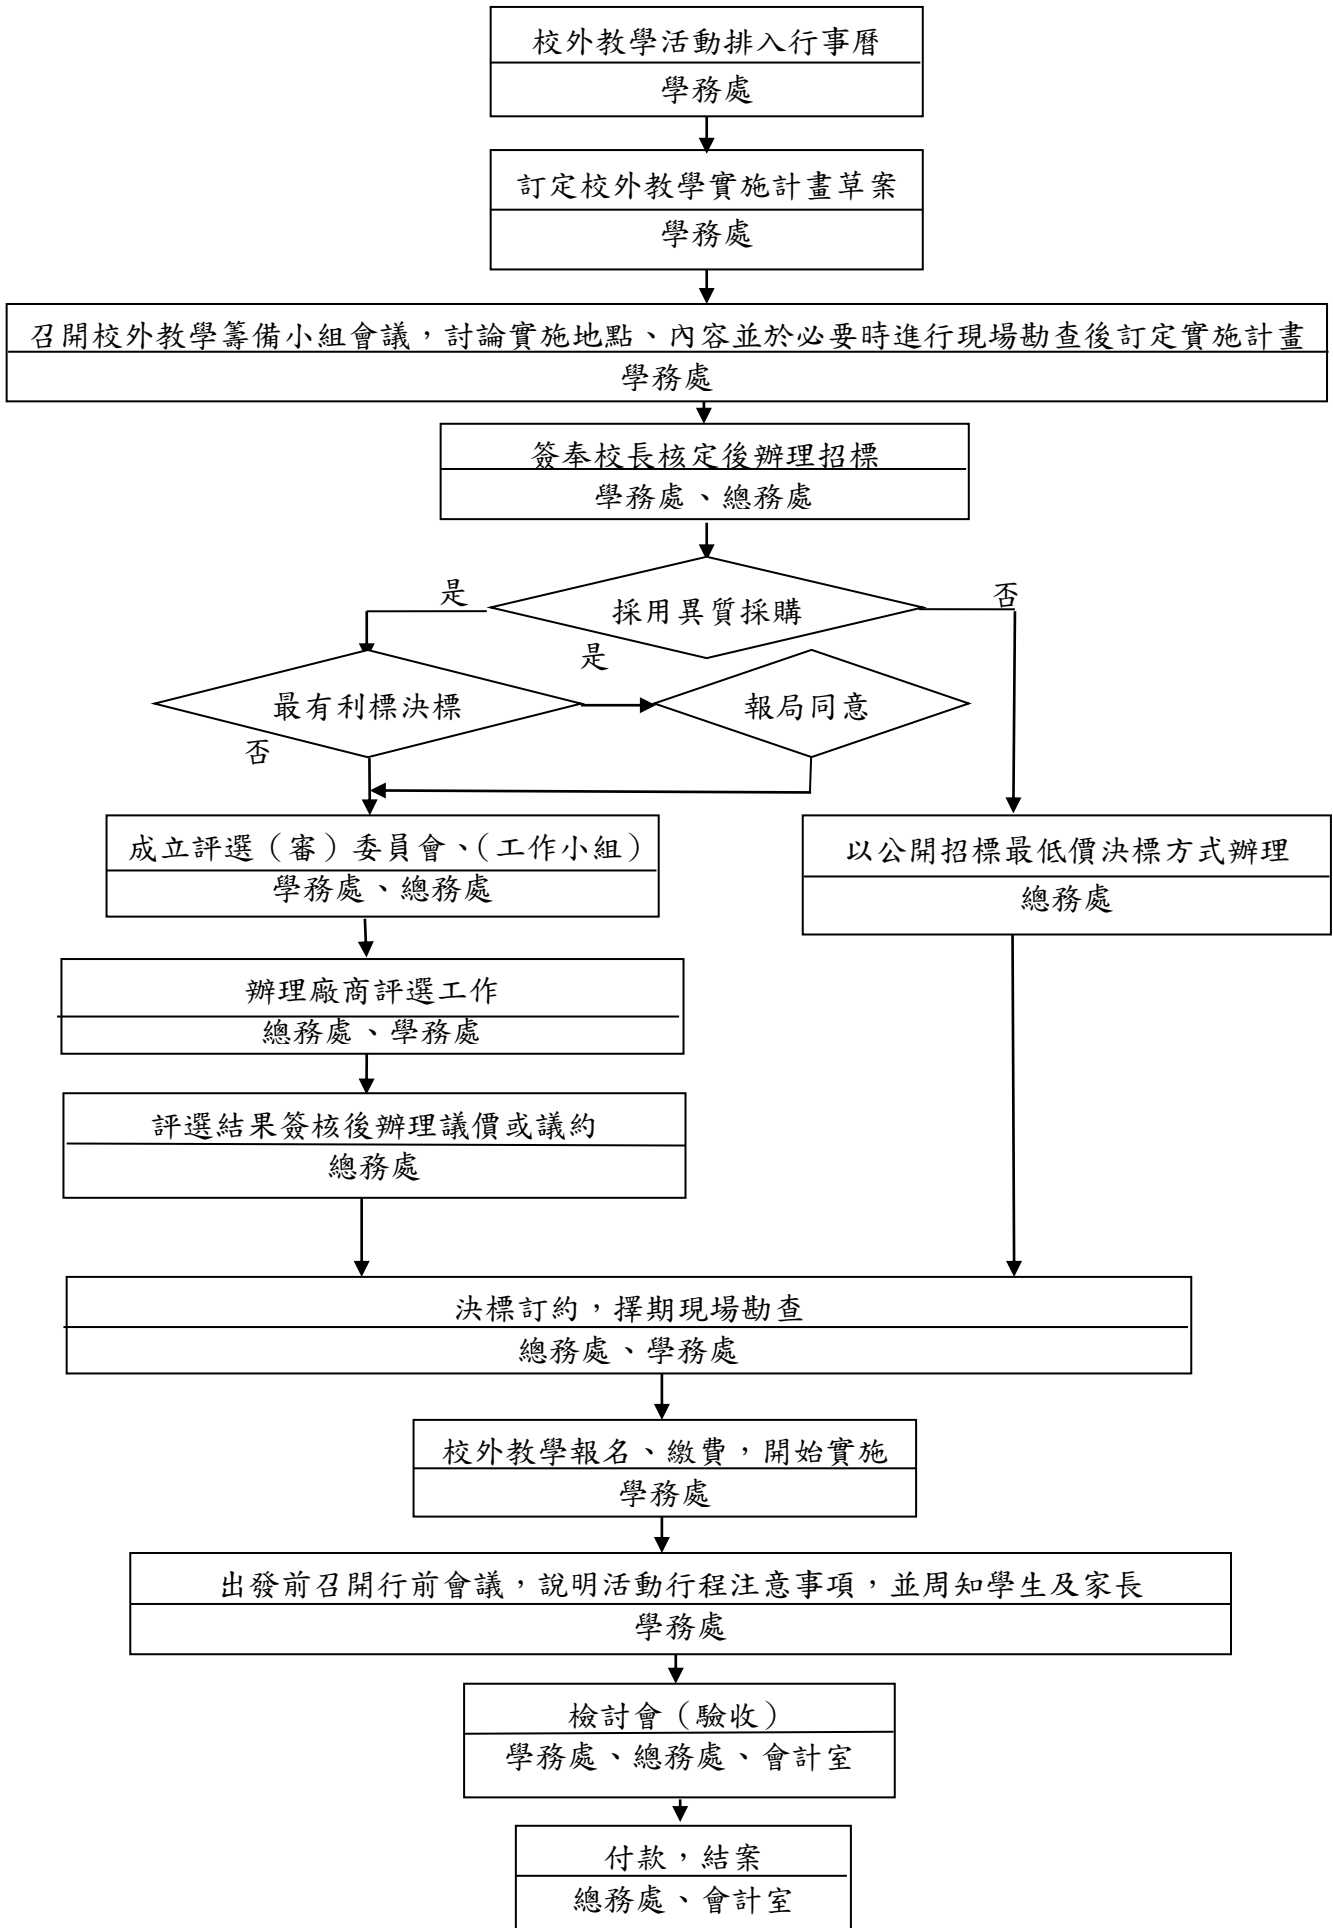 校外教學活動排入行事曆
學務處
訂定校外教學實施計畫草案
學務處
召開校外教學籌備小組會議，討論實施地點、內容並於必要時進行現場勘查後訂定實施計畫
學務處
簽奉校長核定後辦理招標
學務處、總務處
是
採用異質採購
否
最有利標決標
是
報局同意
否
成立評選（審）委員會、（工作小組）
學務處、總務處
以公開招標最低價決標方式辦理
總務處
辦理廠商評選工作
總務處、學務處
評選結果簽核後辦理議價或議約
總務處
決標訂約，擇期現場勘查
總務處、學務處
校外教學報名、繳費，開始實施
學務處
出發前召開行前會議，說明活動行程注意事項，並周知學生及家長
學務處
檢討會（驗收）
學務處、總務處、會計室
付款，結案
總務處、會計室